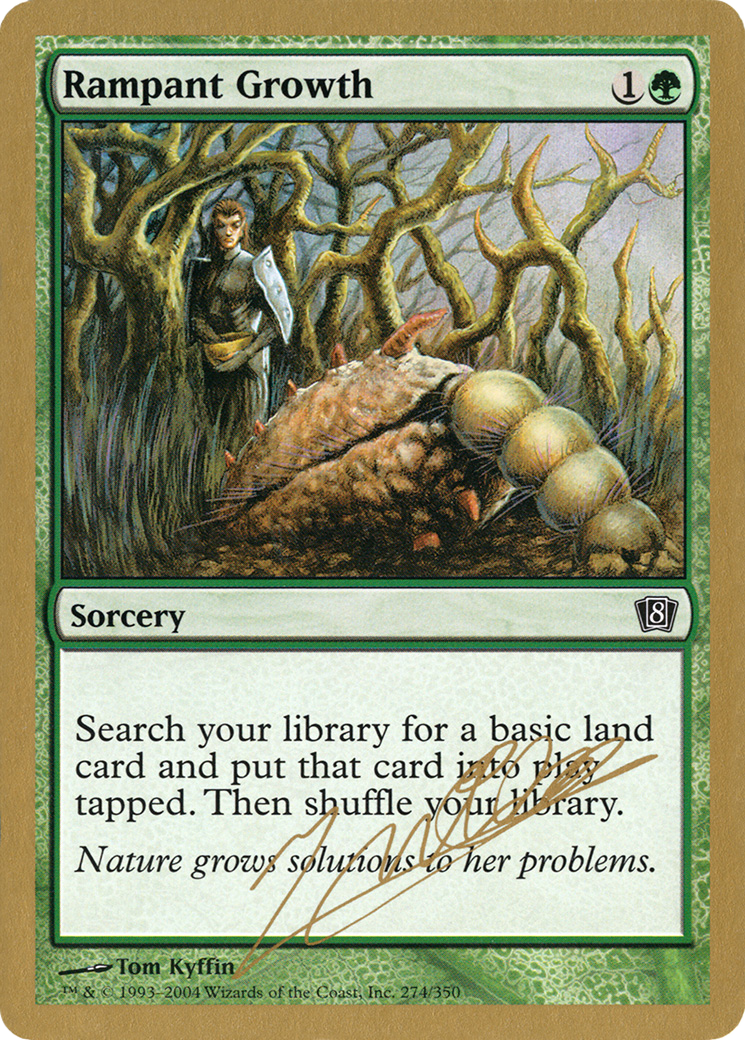 Rampant Growth 1
Sorcery 8
Search your library for a basic land
card and put that card into play
tapped. Then shuffle your library.
Nature grows solutions to her problems.
Tom Kyffin
™ & © 1993–2004 Wizards of the Coast, Inc. 274/350